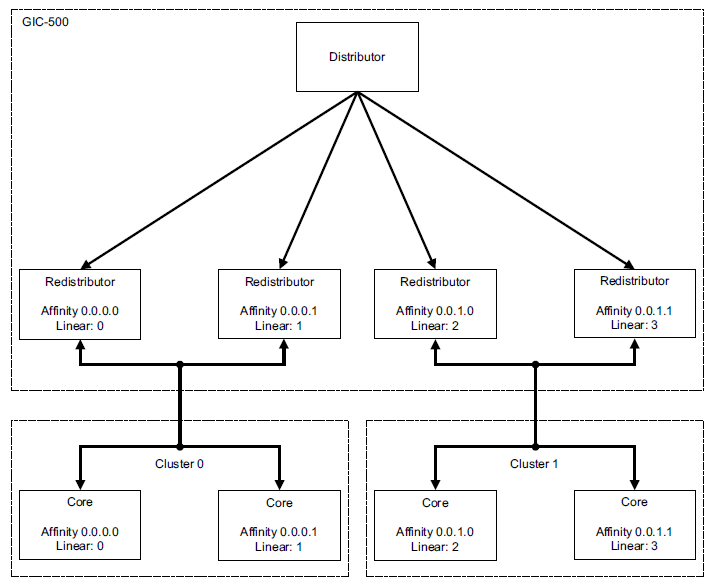 GIC-500
Distributor
Redistributor
Affinity 0.0.0.0
Linear: 0
Redistributor
Affinity 0.0.0.1
Linear: 1
Redistributor
Affinity 0.0.1.0
Linear: 2
Redistributor
Affinity 0.0.1.1
Linear: 3
Cluster 0
Core
Affinity 0.0.0.0
Linear: 0
Core
Affinity 0.0.0.1
Linear: 1
Cluster 1
Core
Affinity 0.0.1.0
Linear: 2
Core
Affinity 0.0.1.1
Linear: 3